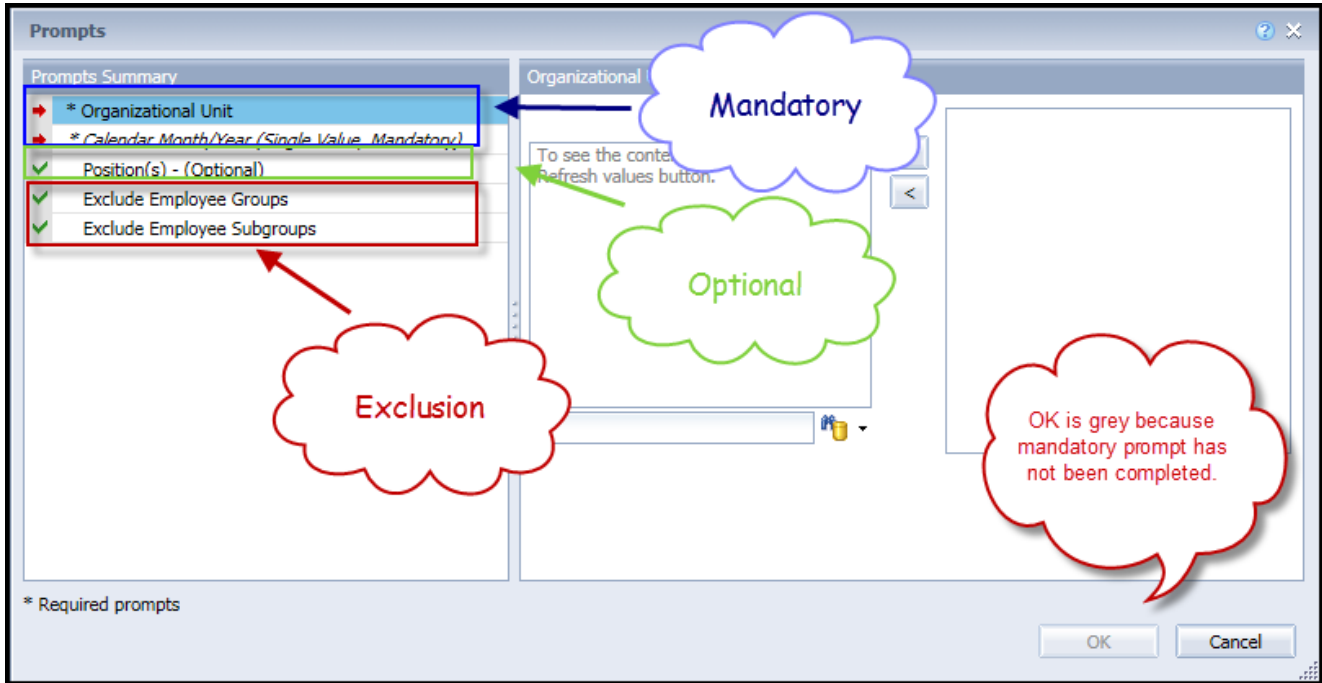 Prompts
Prompts Summary
Organizational
* Organizational Unit
* Calendar Month/Year (Single Value, Mandatory)
Position(s) - (Optional)
Exclude Employee Groups
Exclude Employee Subgroups
Mandatory
To see the
Refresh values button.
<
Optional
Exclusion
OK is grey because
mandatory prompt has
not been completed.
* Required prompts
OK
Cancel